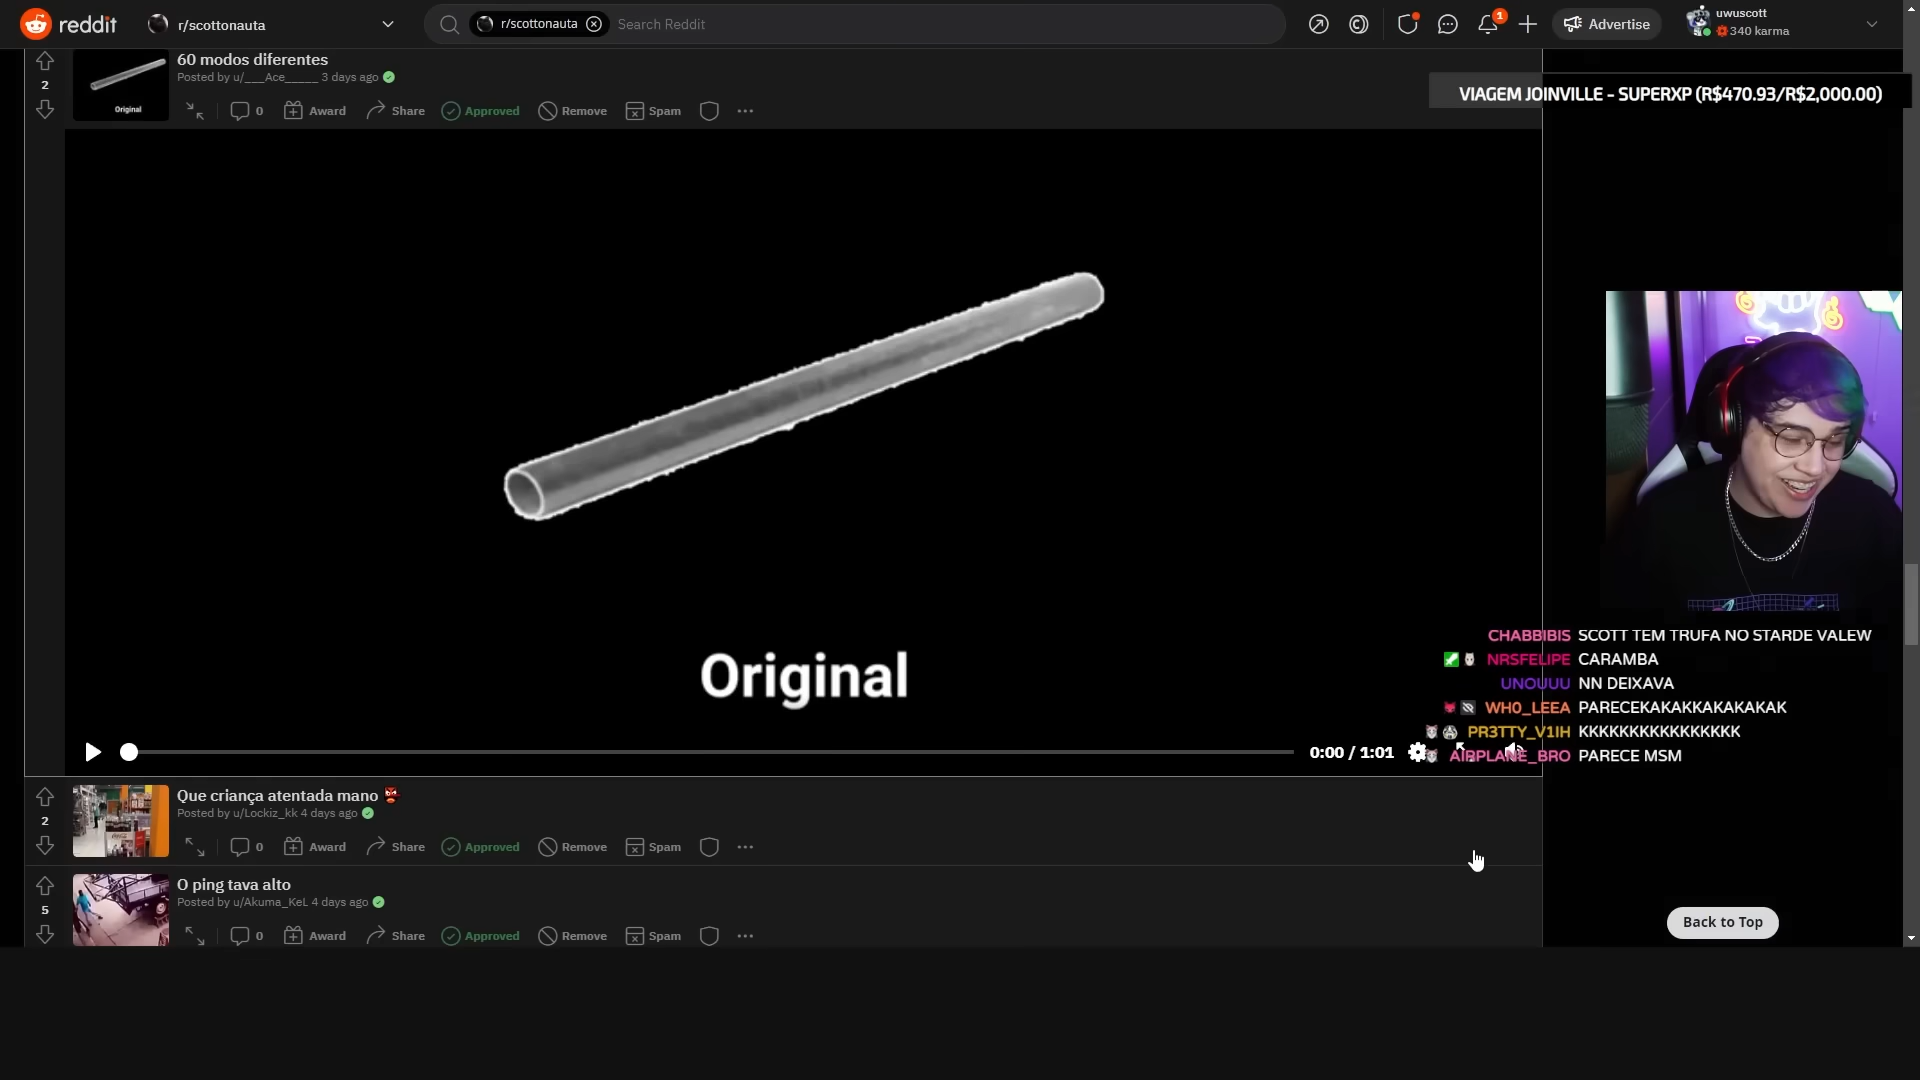 reddit
r/scottonauta
r/scottonauta
Search Reddit
1
Advertise
uwuscott
340 karma
2
60 modos diferentes
Posted by u/___Ace_____ 3 days ago
Original
0
Award
Share
Approved
Remove
Spam
VIAGEM JOINVILLE - SUPERXP (R$470.93/R$2,000.00)
Original
0:00 / 1:01
CHABBIBIS SCOTT TEM TRUFA NO STARDE VALEW
NRSFELIPE CARAMBA
UNOUUU NN DEIXAVA
WH0_LEEA PARECEKAKAKKAKAKAKAK
PR3TTY_V1IH KKKKKKKKKKKKKKKK
AIRPLANE_BRO PARECE MSM
2
Que criança atentada mano
Posted by u/Lockiz_kk 4 days ago
0
Award
Share
Approved
Remove
Spam
5
O ping tava alto
Posted by u/Akuma_KeL 4 days ago
0
Award
Share
Approved
Remove
Spam
Back to Top